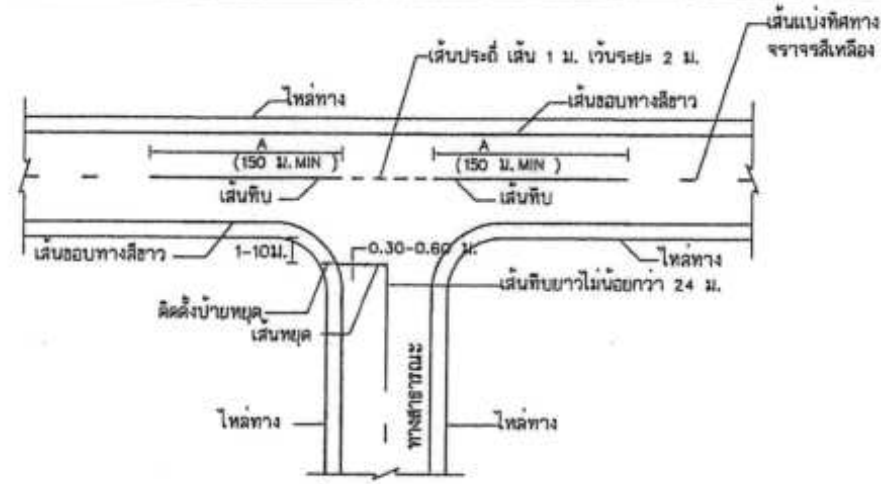 เส้นแบ่งทิศทาง
จราจรสีเหลือง
เส้นประถี่ เส้น 1 ม. เว้นระยะ 2 ม.
ไหล่ทาง
เส้นขอบทางสีขาว
A
(150 ม.MIN)
A
(150 ม.MIN )
เส้นทึบ
เส้นทึบ
เส้นขอบทางสีขาว
1-10ม.
0.30-0.60 ม.
ไหล่ทาง
เส้นทึบยาวไม่น้อยกว่า 24 ม.
ติดตั้งป้ายหยุด
เส้นหยุด
ทางสาธารณะ
ไหล่ทาง
ไหล่ทาง